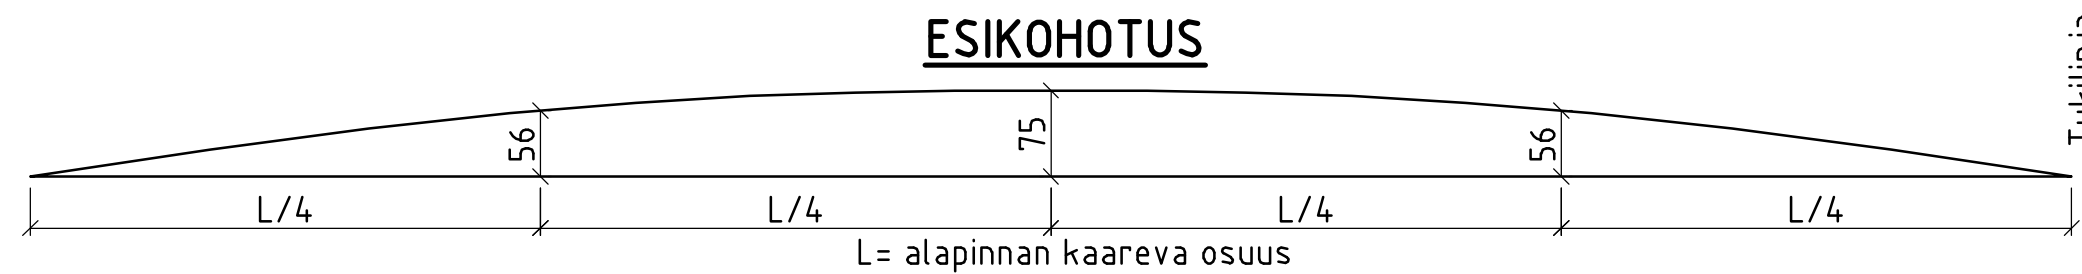 ESIKOHOTUS
56
75
56
L/4
L/4
L/4
L/4
L= alapinnan kaareva osuus